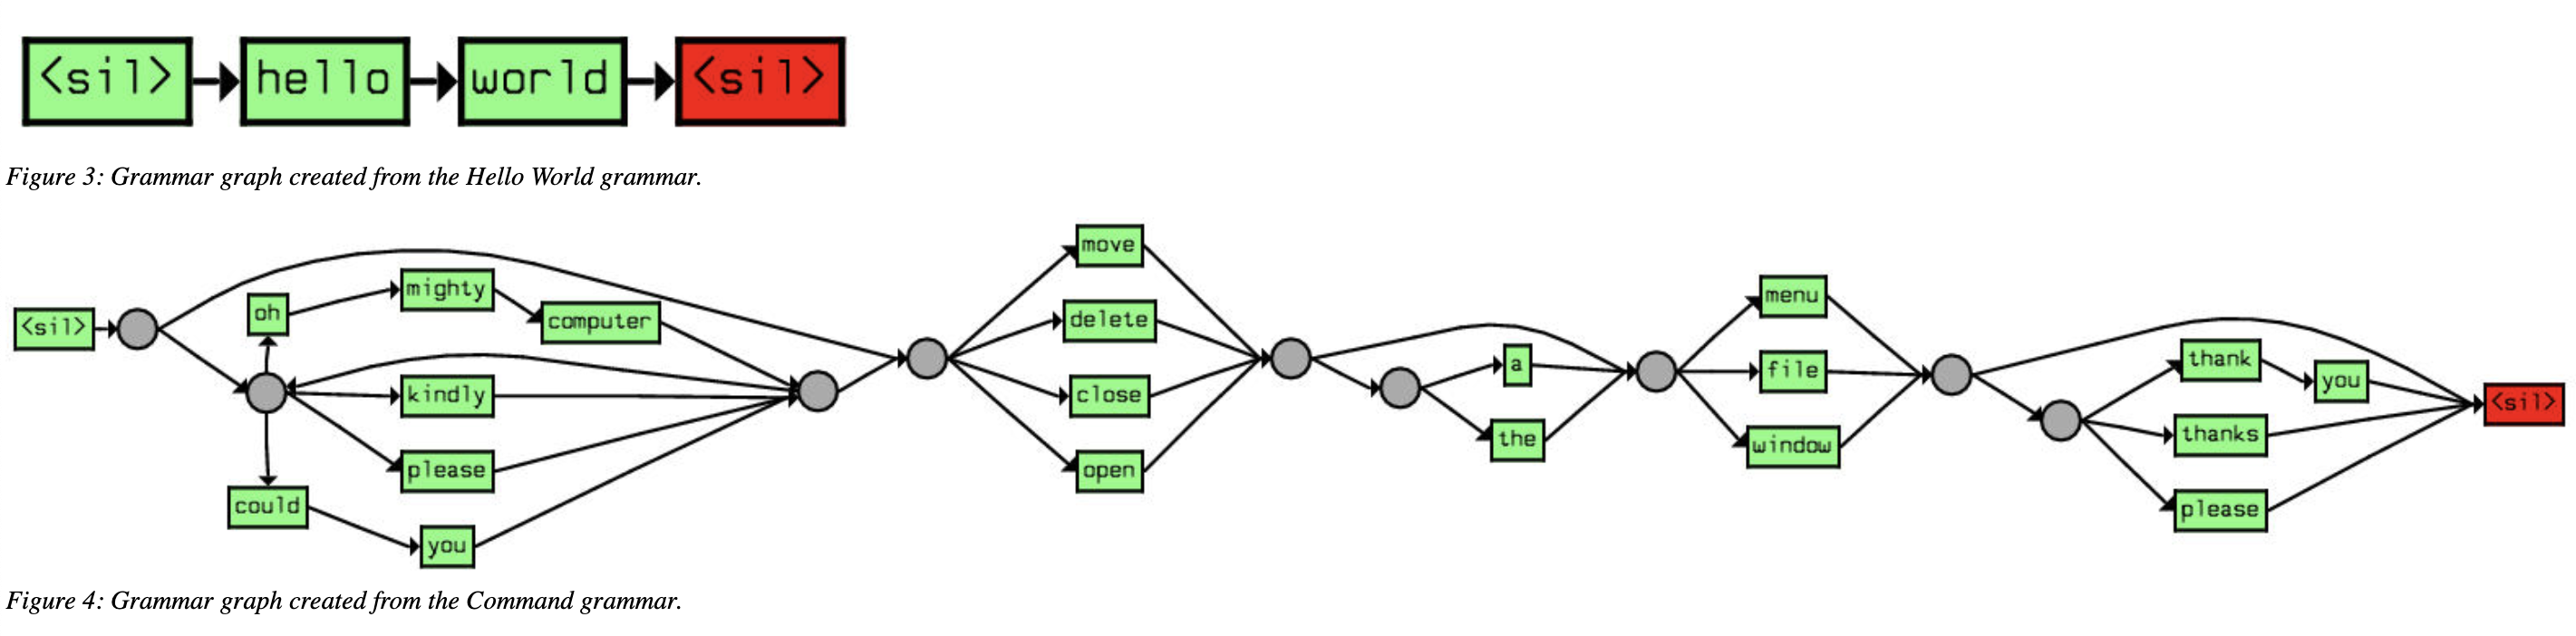 <sil> hello world <sil>
Figure 3: Grammar graph created from the Hello World grammar.
move
mighty
menu
oh
computer
delete
<sil>
thank
a
file
you
kindly
close
<sil>
thanks
the
window
please
open
could
please
you
Figure 4: Grammar graph created from the Command grammar.